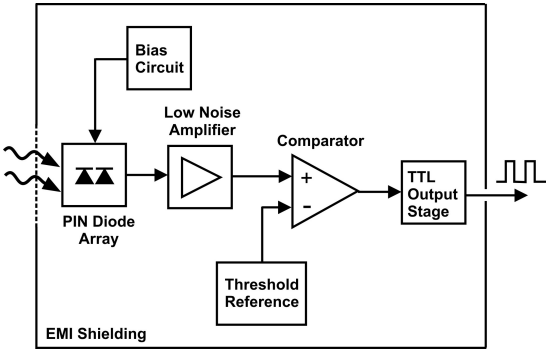 Bias
Circuit
Low Noise
Amplifier
Comparator
+
-
TTL
Output
Stage
PIN Diode
Array
Threshold
Reference
EMI Shielding